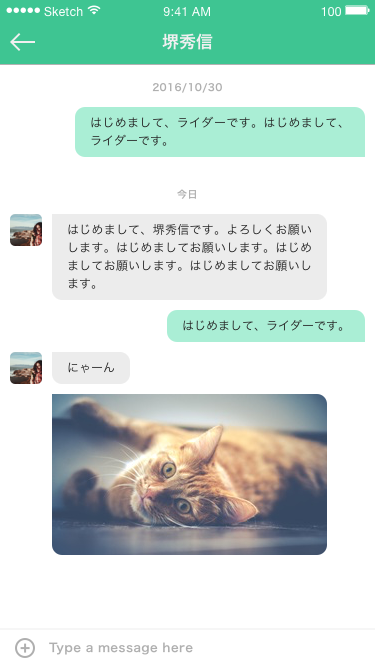 Sketch 9:41 AM 100
堺秀信
2016/10/30
はじめまして、ライダーです。はじめまして、
ライダーです。
今日
はじめまして、堺秀信です。よろしくお願い
します。はじめましてお願いします。はじめ
ましてお願いします。はじめましてお願いし
ます。
はじめまして、ライダーです。
にゃーん
Type a message here